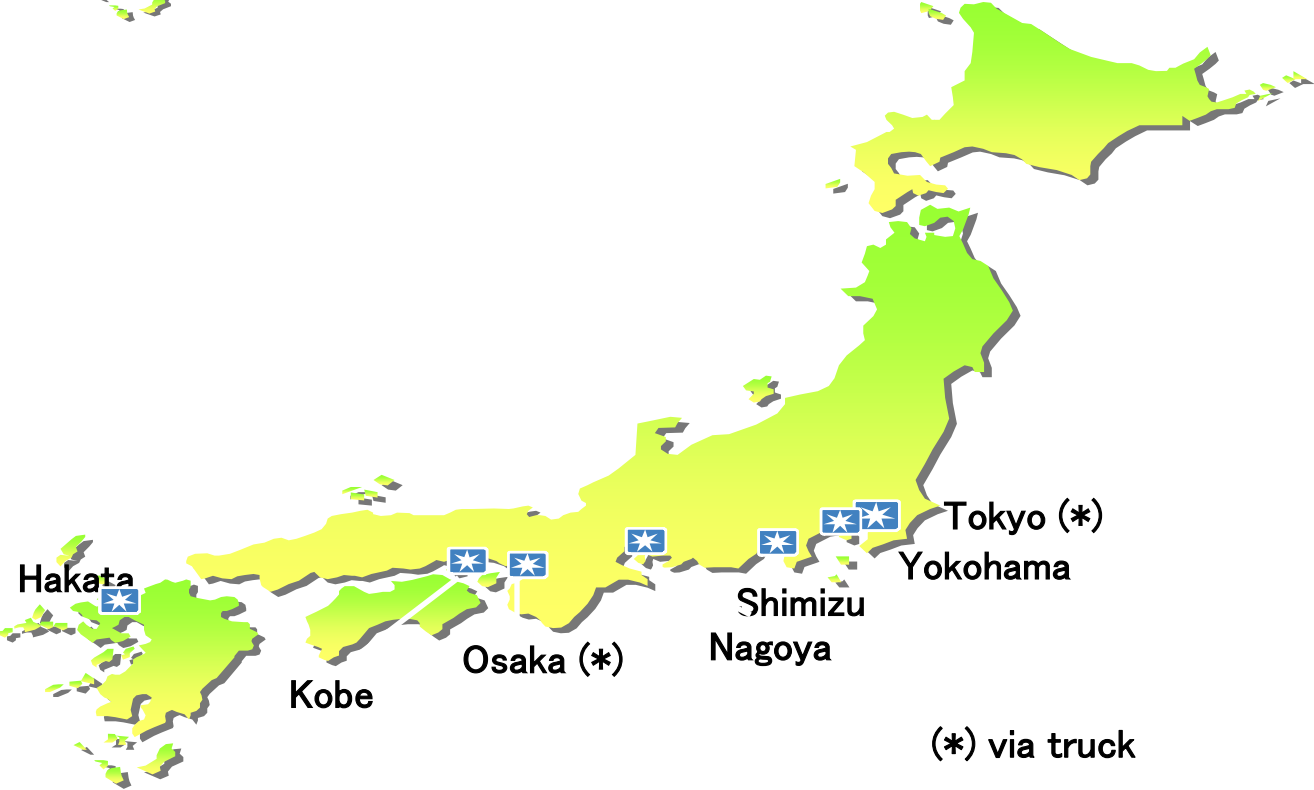 Tokyo (*)
Yokohama
Hakata
Shimizu
Nagoya
Osaka (*)
Kobe
(*) via truck